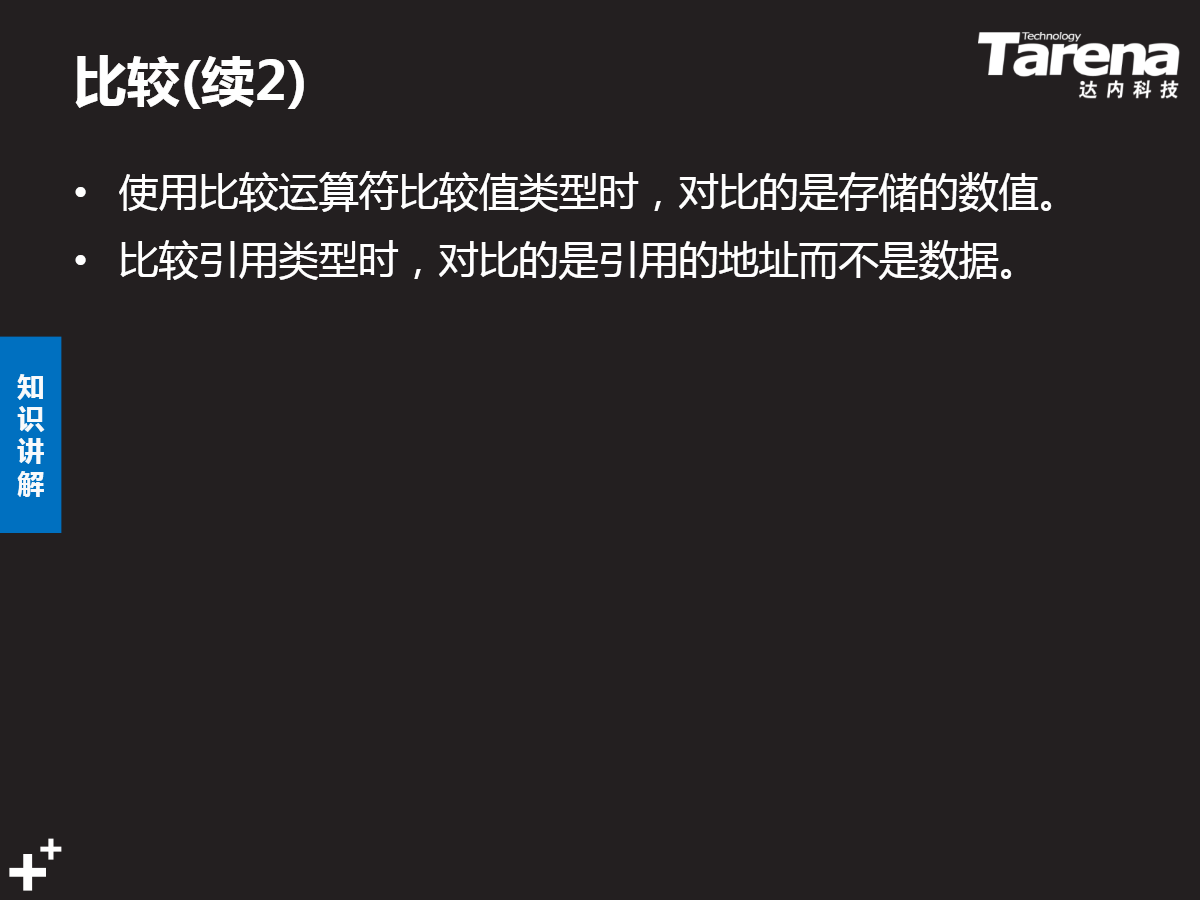 比较(续2)
Technology
Tarena
达内科技
• 使用比较运算符比较值类型时，对比的是存储的数值。
• 比较引用类型时，对比的是引用的地址而不是数据。
知识讲解